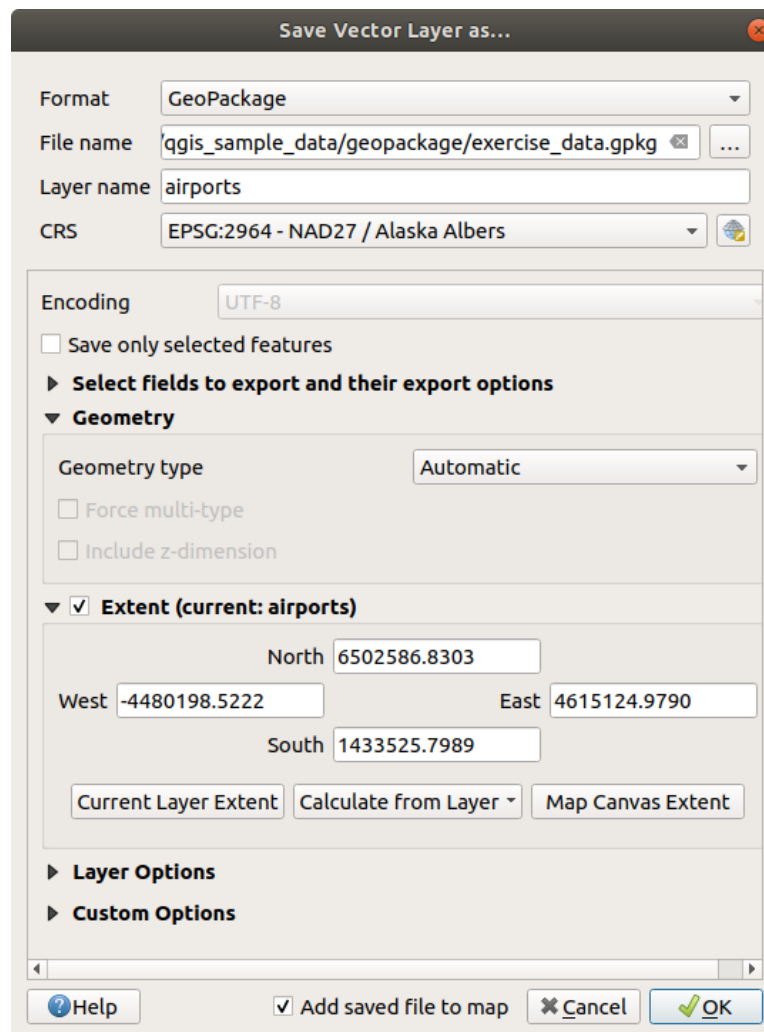 Save Vector Layer as...
Format GeoPackage
File name /qgis_sample_data/geopackage/exercise_data.gpkg ...
Layer name airports
CRS EPSG:2964 - NAD27 / Alaska Albers
Encoding UTF-8
Save only selected features
Select fields to export and their export options
Geometry
Geometry type Automatic
Force multi-type
Include z-dimension
Extent (current: airports)
North 6502586.8303
West -4480198.5222 East 4615124.9790
South 1433525.7989
Current Layer Extent Calculate from Layer Map Canvas Extent
Layer Options
Custom Options
Help Add saved file to map Cancel OK